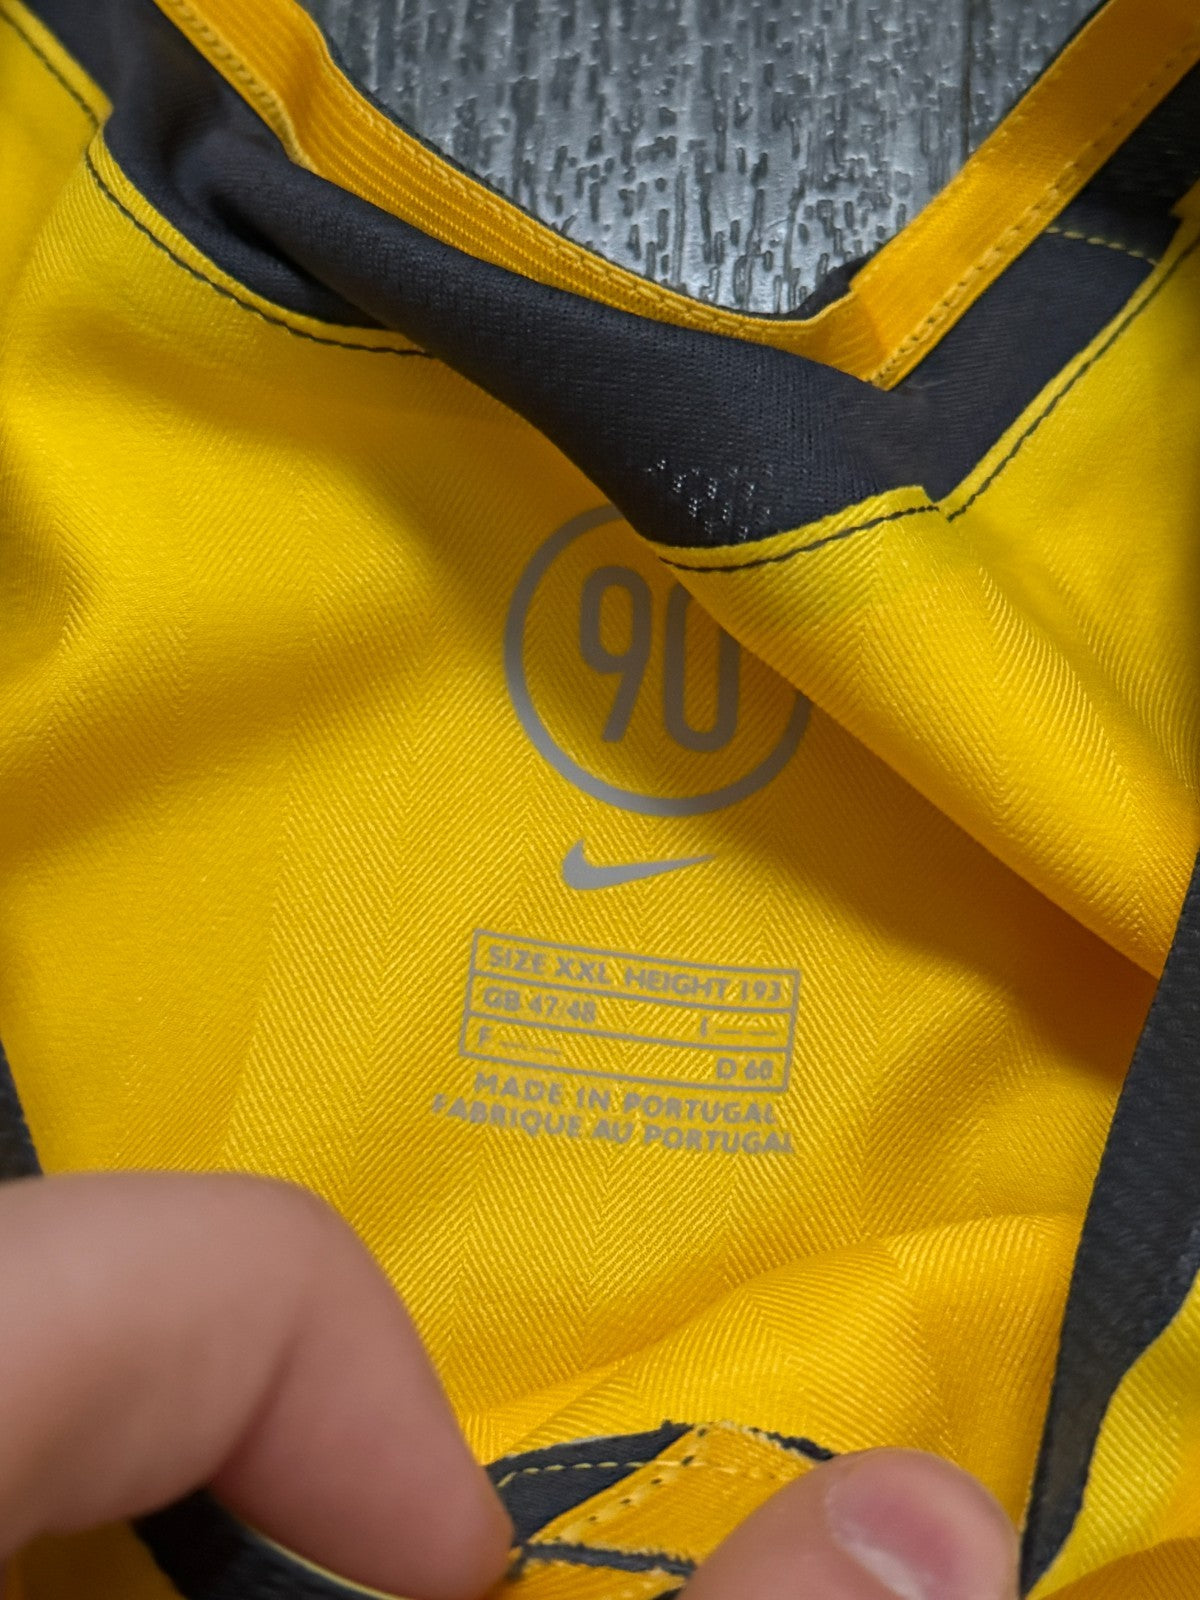 90
SIZE XXL HEIGHT 193
GB 47/48 I — —
F — — D 60
MADE IN PORTUGAL
FABRIQUE AU PORTUGAL